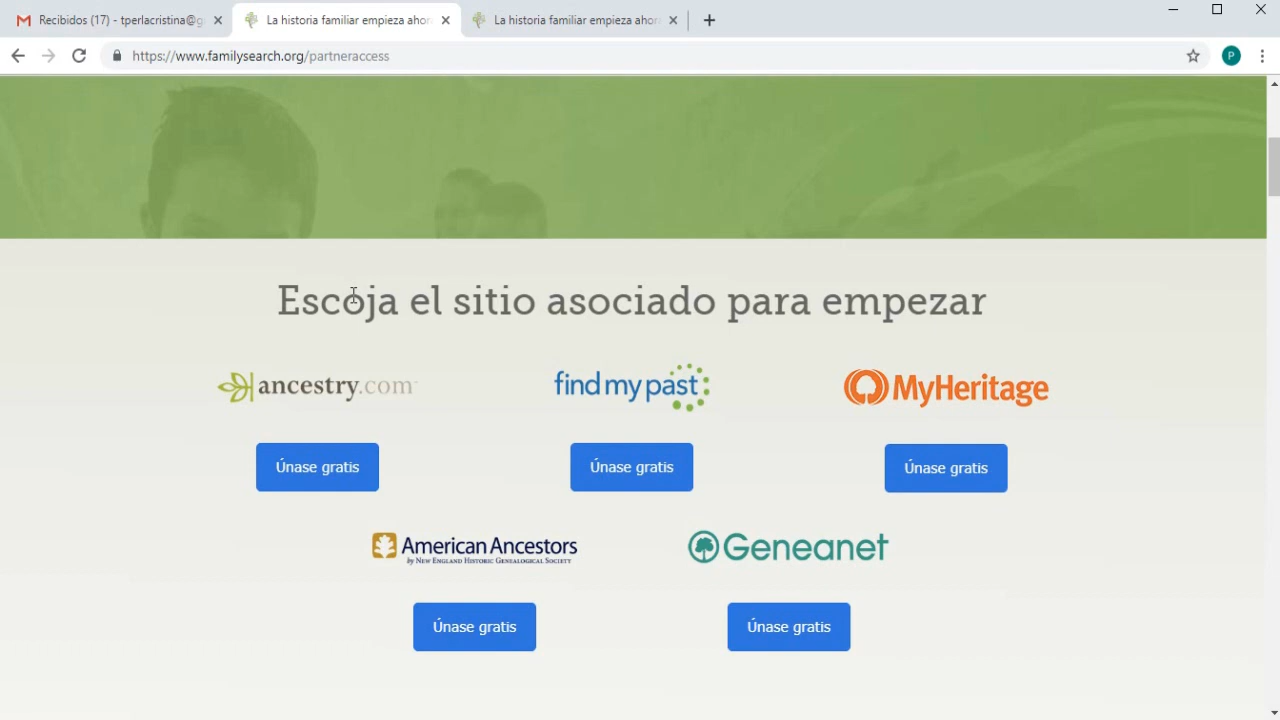 Recibidos (17) - tperlacristina@g
La historia familiar empieza ahor
La historia familiar empieza ahora
https://www.familysearch.org/partneraccess
P
Escoja el sitio asociado para empezar
ancestry.com
findmypast
MyHeritage
Únase gratis
Únase gratis
Únase gratis
American Ancestors
by NEW ENGLAND HISTORIC GENEALOGICAL SOCIETY
Geneanet
Únase gratis
Únase gratis